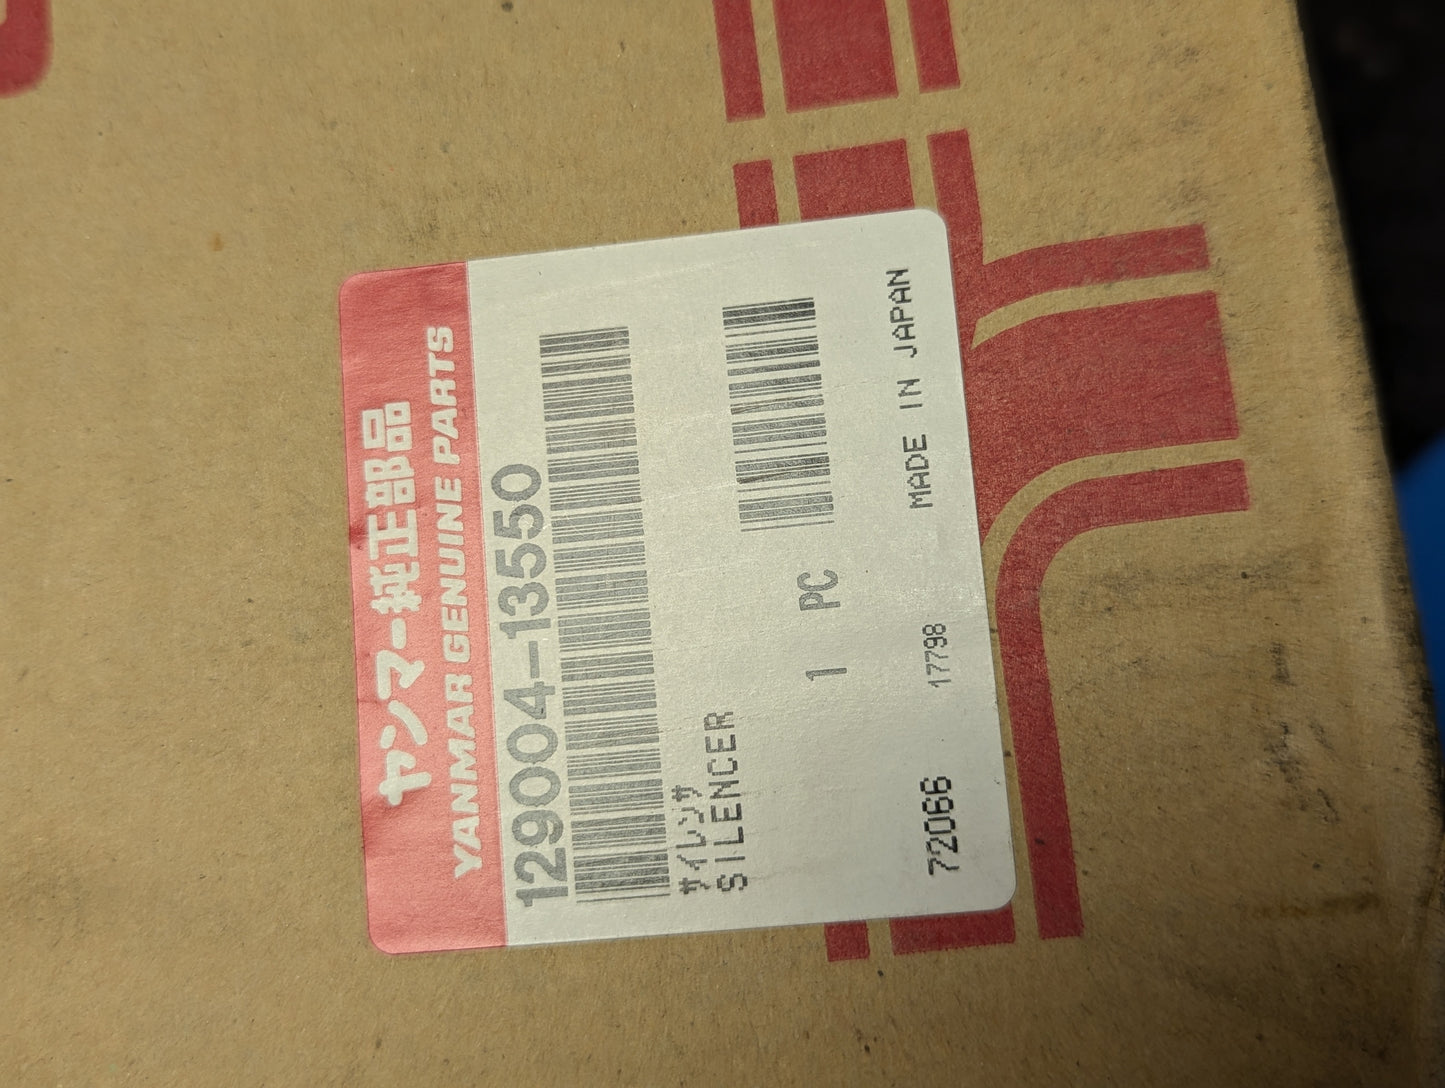 ヤンマー純正部品
YANMAR GENUINE PARTS
129004-13550
サイレンサ
SILENCER
1 PC
72066 17798 MADE IN JAPAN